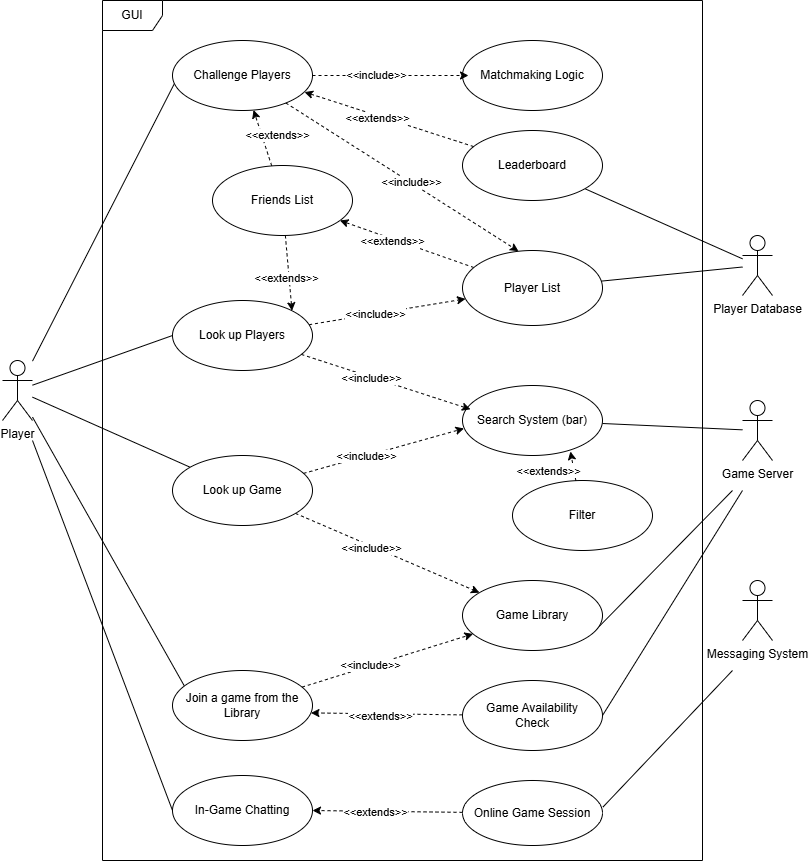 GUI
Challenge Players
<<include>>
Matchmaking Logic
<<extends>>
<<extends>>
Leaderboard
<<include>>
Friends List
<<extends>>
Player Database
<<extends>>
Player List
<<include>>
Look up Players
<<include>>
Player
Search System (bar)
<<include>>
Game Server
<<extends>>
Look up Game
Filter
<<include>>
Game Library
Messaging System
<<include>>
Join a game from the
Library
<<extends>>
Game Availability
Check
In-Game Chatting
<<extends>>
Online Game Session